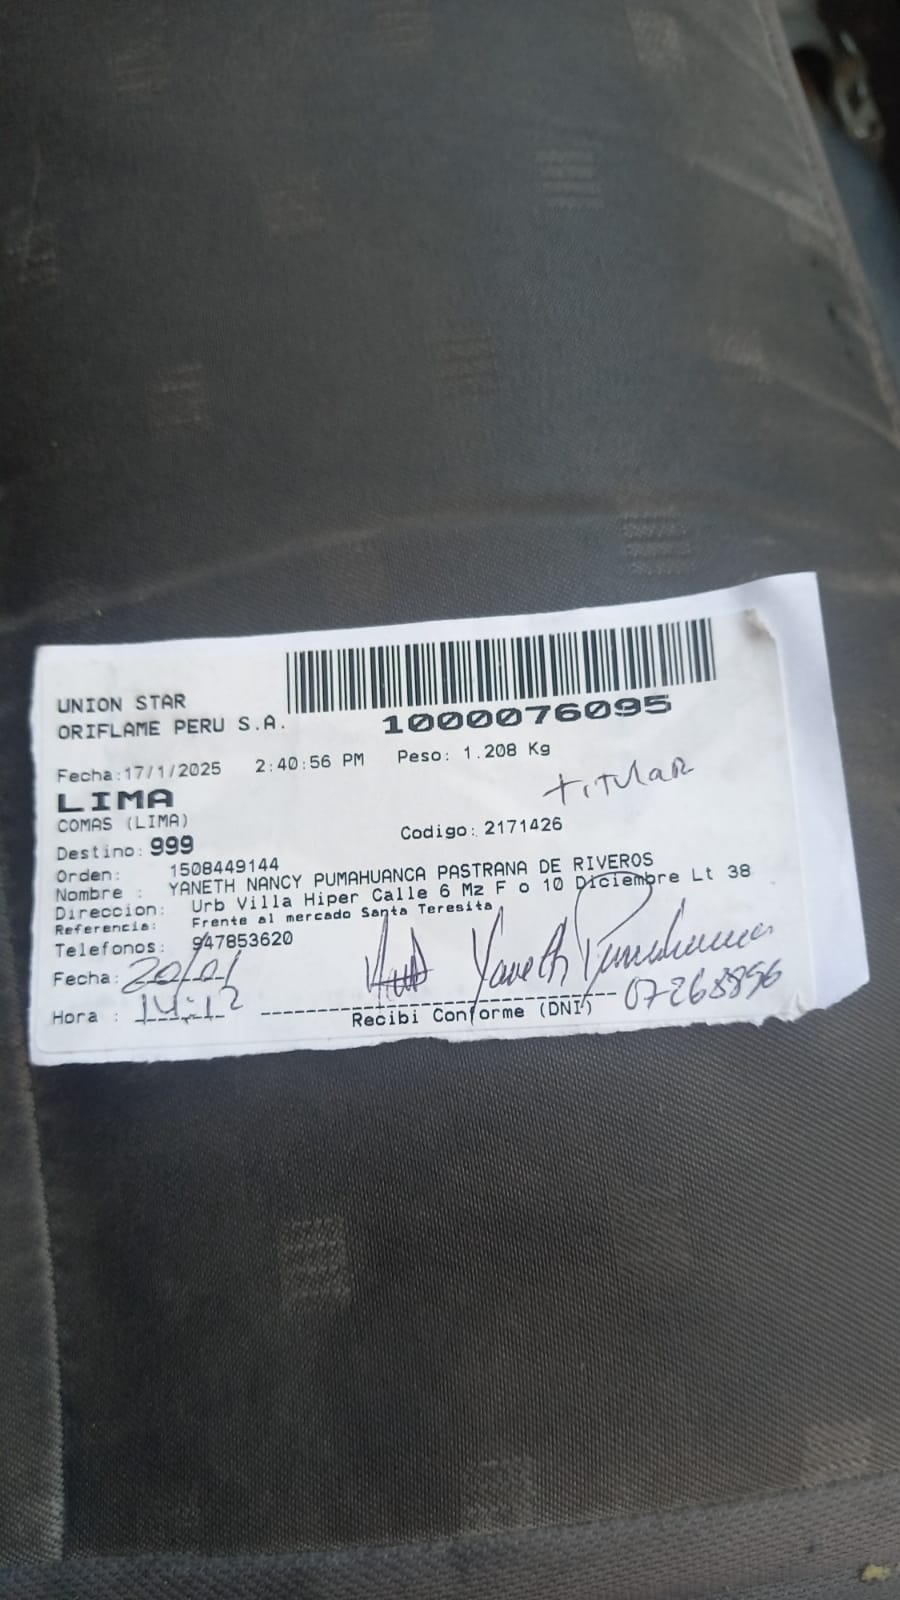 UNION STAR
ORIFLAME PERU S.A.
1000076095
Fecha:17/1/2025 2:40:56 PM Peso: 1.208 Kg
LIMA
TITULAR
COMAS (LIMA)
Codigo: 2171426
Destino: 999
Orden: 1508449144
Nombre : YANETH NANCY PUMAHUANCA PASTRANA DE RIVEROS
Direccion: Urb Villa Hiper Calle 6 Mz F o 10 Diciembre Lt 38
Referencia: Frente al mercado Santa Teresita
Telefonos: 947853620
Fecha: 20/01
Yaneth Pumahuanca
Hora : 14:12
07268896
Recibi Conforme (DNI)